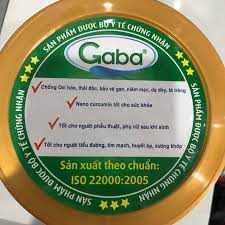 SẢN PHẨM ĐƯỢC BỘ Y TẾ CHỨNG NHẬN
Gaba®
Chống Oxi hóa, thải độc, bảo vệ gan, niêm mạc, dạ dày, tá tràng
Nano curcumin tốt cho sức khỏe
Tốt cho người phẫu thuật, phụ nữ sau khi sinh
Tốt cho người tiểu đường, tim mạch, huyết áp, xương khớp
Sản xuất theo chuẩn:
ISO 22000:2005
SẢN PHẨM ĐƯỢC BỘ Y TẾ CHỨNG NHẬN